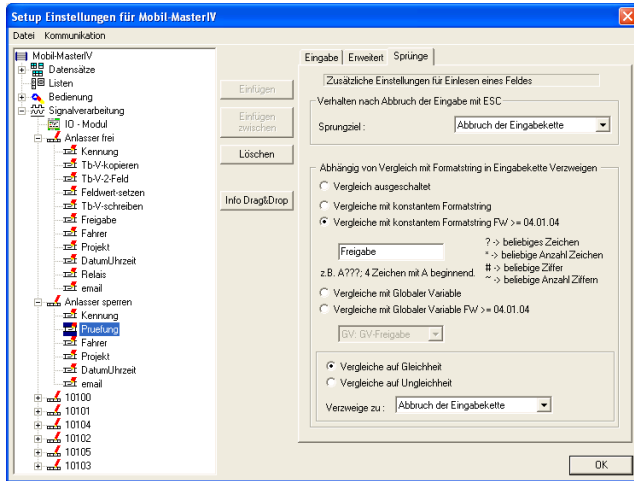 Setup Einstellungen für Mobil-MasterIV
Datei Kommunikation
Mobil-MasterIV
Datensätze
Listen
Bedienung
Signalverarbeitung
IO - Modul
Anlasser frei
Kennung
Tb-V-kopieren
Tb-V-2-Feld
Feldwert-setzen
Tb-V-schreiben
Freigabe
Fahrer
Projekt
DatumUhrzeit
Relais
email
Anlasser sperren
Kennung
Pruefung
Fahrer
Projekt
DatumUhrzeit
email
10100
10101
10104
10102
10105
10103
Einfügen
Einfügen
zwischen
Löschen
Info Drag&Drop
Eingabe Erweitert Sprünge
Zusätzliche Einstellungen für Einlesen eines Feldes
Verhalten nach Abbruch der Eingabe mit ESC
Sprungziel : Abbruch der Eingabekette
Abhängig von Vergleich mit Formatstring in Eingabekette Verzweigen
Vergleich ausgeschaltet
Vergleiche mit konstantem Formatstring
Vergleiche mit konstantem Formatstring FW >= 04.01.04
Freigabe
? -> beliebiges Zeichen
* -> beliebige Anzahl Zeichen
# -> beliebige Ziffer
~ -> beliebige Anzahl Ziffern
z.B. A???; 4 Zeichen mit A beginnend.
Vergleiche mit Globaler Variable
Vergleiche mit Globaler Variable FW >= 04.01.04
GV: GV-Freigabe
Vergleiche auf Gleichheit
Vergleiche auf Ungleichheit
Verzweige zu : Abbruch der Eingabekette
OK